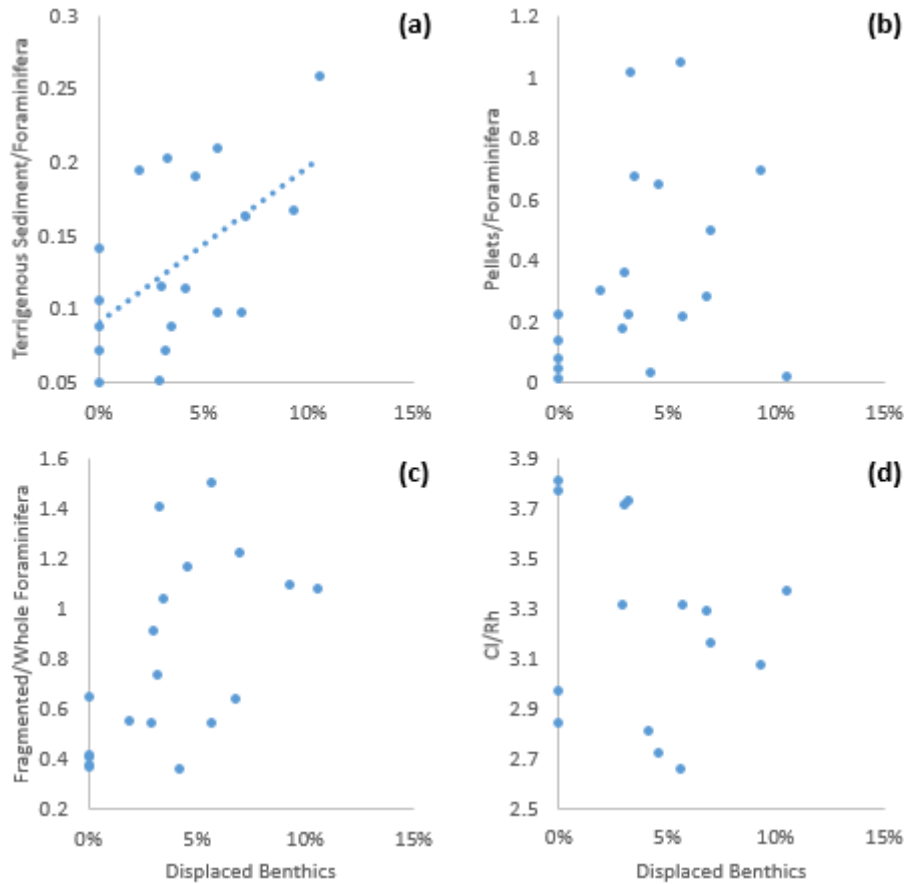 (a)
Terrigenous Sediment/Foraminifera
0.3
0.25
0.2
0.15
0.1
0.05
0% 5% 10% 15%
Displaced Benthics
(b)
Pellets/Foraminifera
1.2
1
0.8
0.6
0.4
0.2
0
0% 5% 10% 15%
Displaced Benthics
(c)
Fragmented/Whole Foraminifera
1.6
1.4
1.2
1
0.8
0.6
0.4
0.2
0% 5% 10% 15%
Displaced Benthics
(d)
Cl/Rh
3.9
3.7
3.5
3.3
3.1
2.9
2.7
2.5
0% 5% 10% 15%
Displaced Benthics